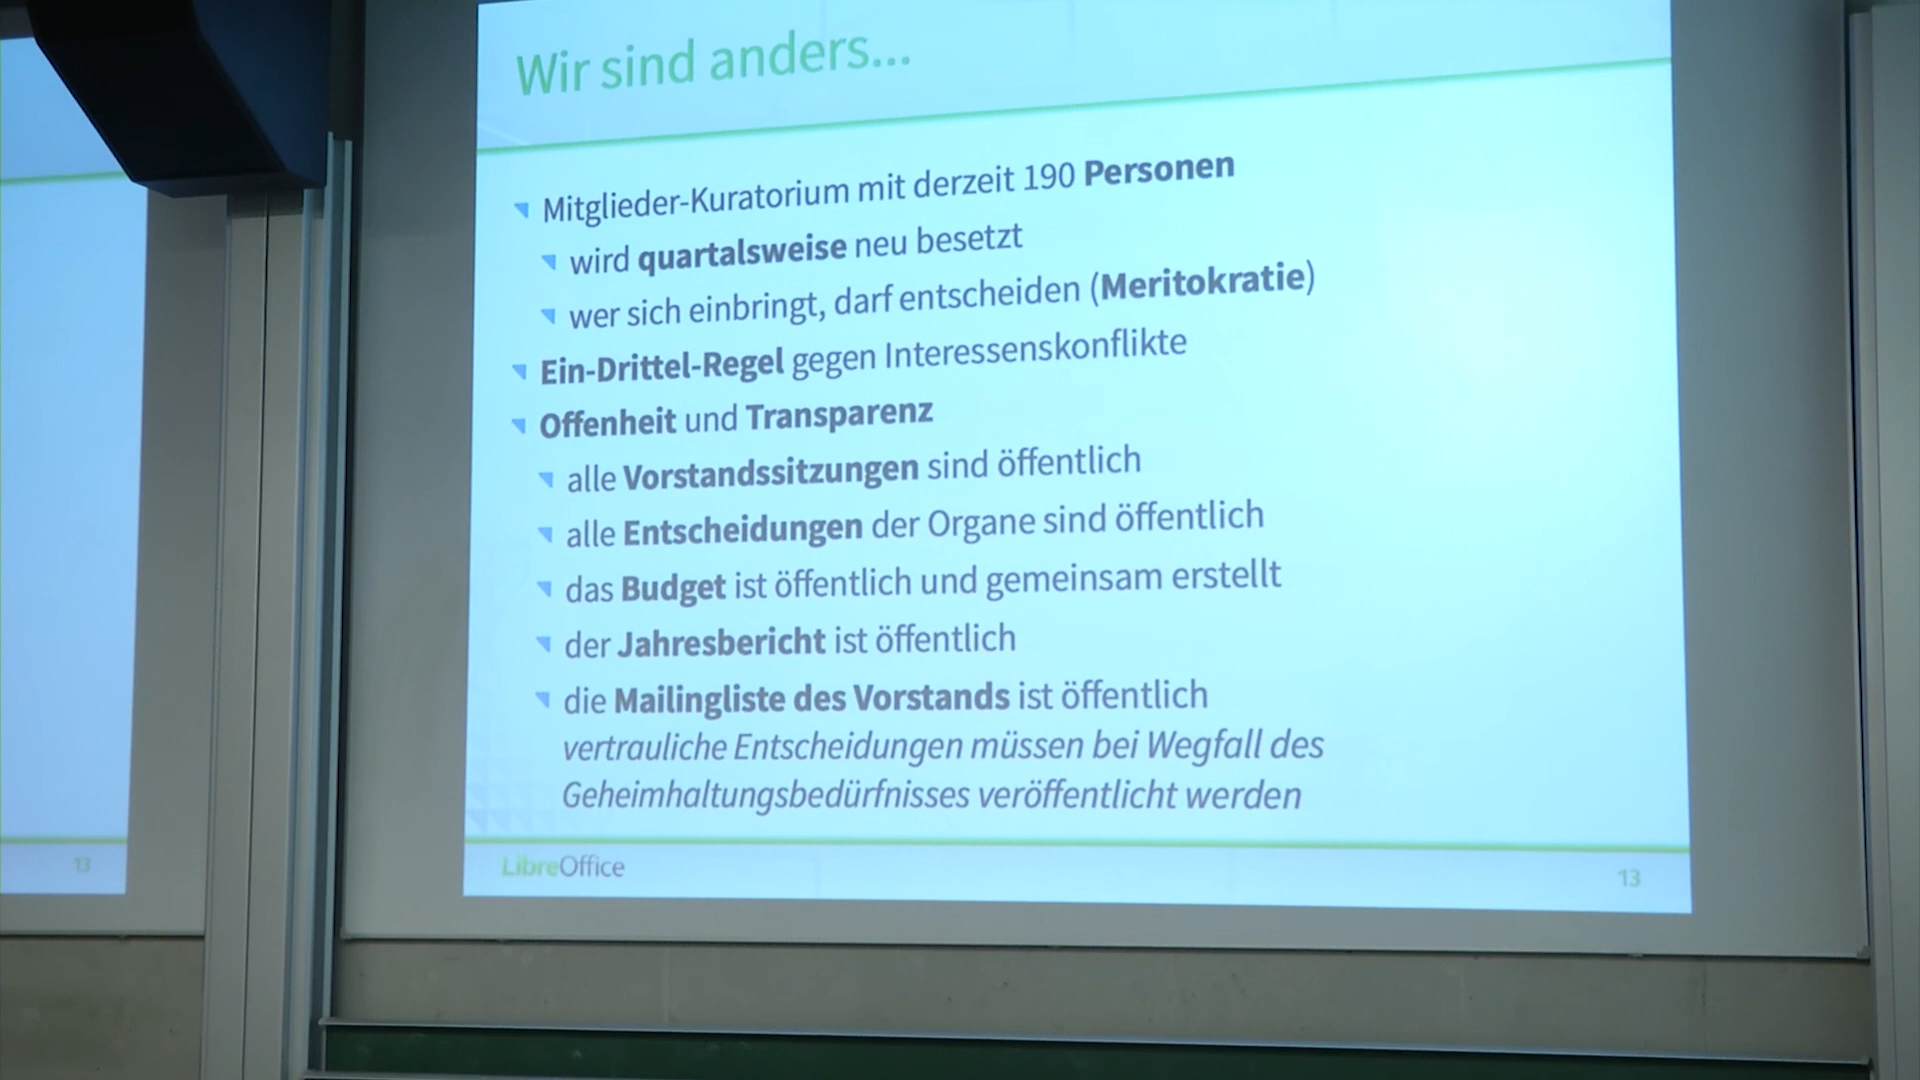 Wir sind anders...
Mitglieder-Kuratorium mit derzeit 190 Personen
wird quartalsweise neu besetzt
wer sich einbringt, darf entscheiden (Meritokratie)
Ein-Drittel-Regel gegen Interessenskonflikte
Offenheit und Transparenz
alle Vorstandssitzungen sind öffentlich
alle Entscheidungen der Organe sind öffentlich
das Budget ist öffentlich und gemeinsam erstellt
der Jahresbericht ist öffentlich
die Mailingliste des Vorstands ist öffentlich
vertrauliche Entscheidungen müssen bei Wegfall des
Geheimhaltungsbedürfnisses veröffentlicht werden
LibreOffice
13
13